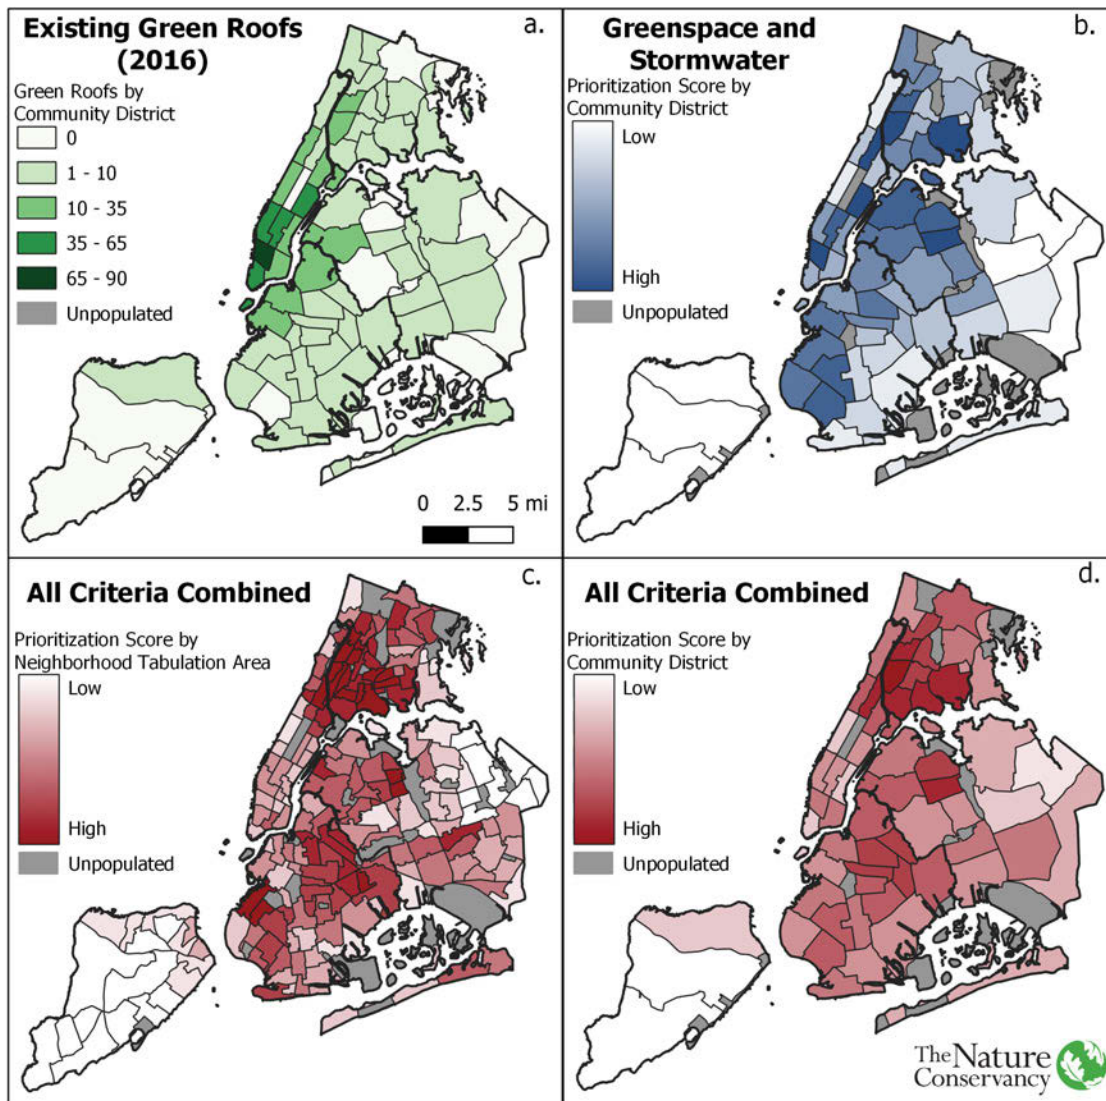 Existing Green Roofs
(2016)
a.
Green Roofs by
Community District
0
1 - 10
10 - 35
35 - 65
65 - 90
Unpopulated
0 2.5 5 mi
Greenspace and
Stormwater
b.
Prioritization Score by
Community District
Low
High
Unpopulated
All Criteria Combined
c.
Prioritization Score by
Neighborhood Tabulation Area
Low
High
Unpopulated
All Criteria Combined
d.
Prioritization Score by
Community District
Low
High
Unpopulated
The Nature
Conservancy